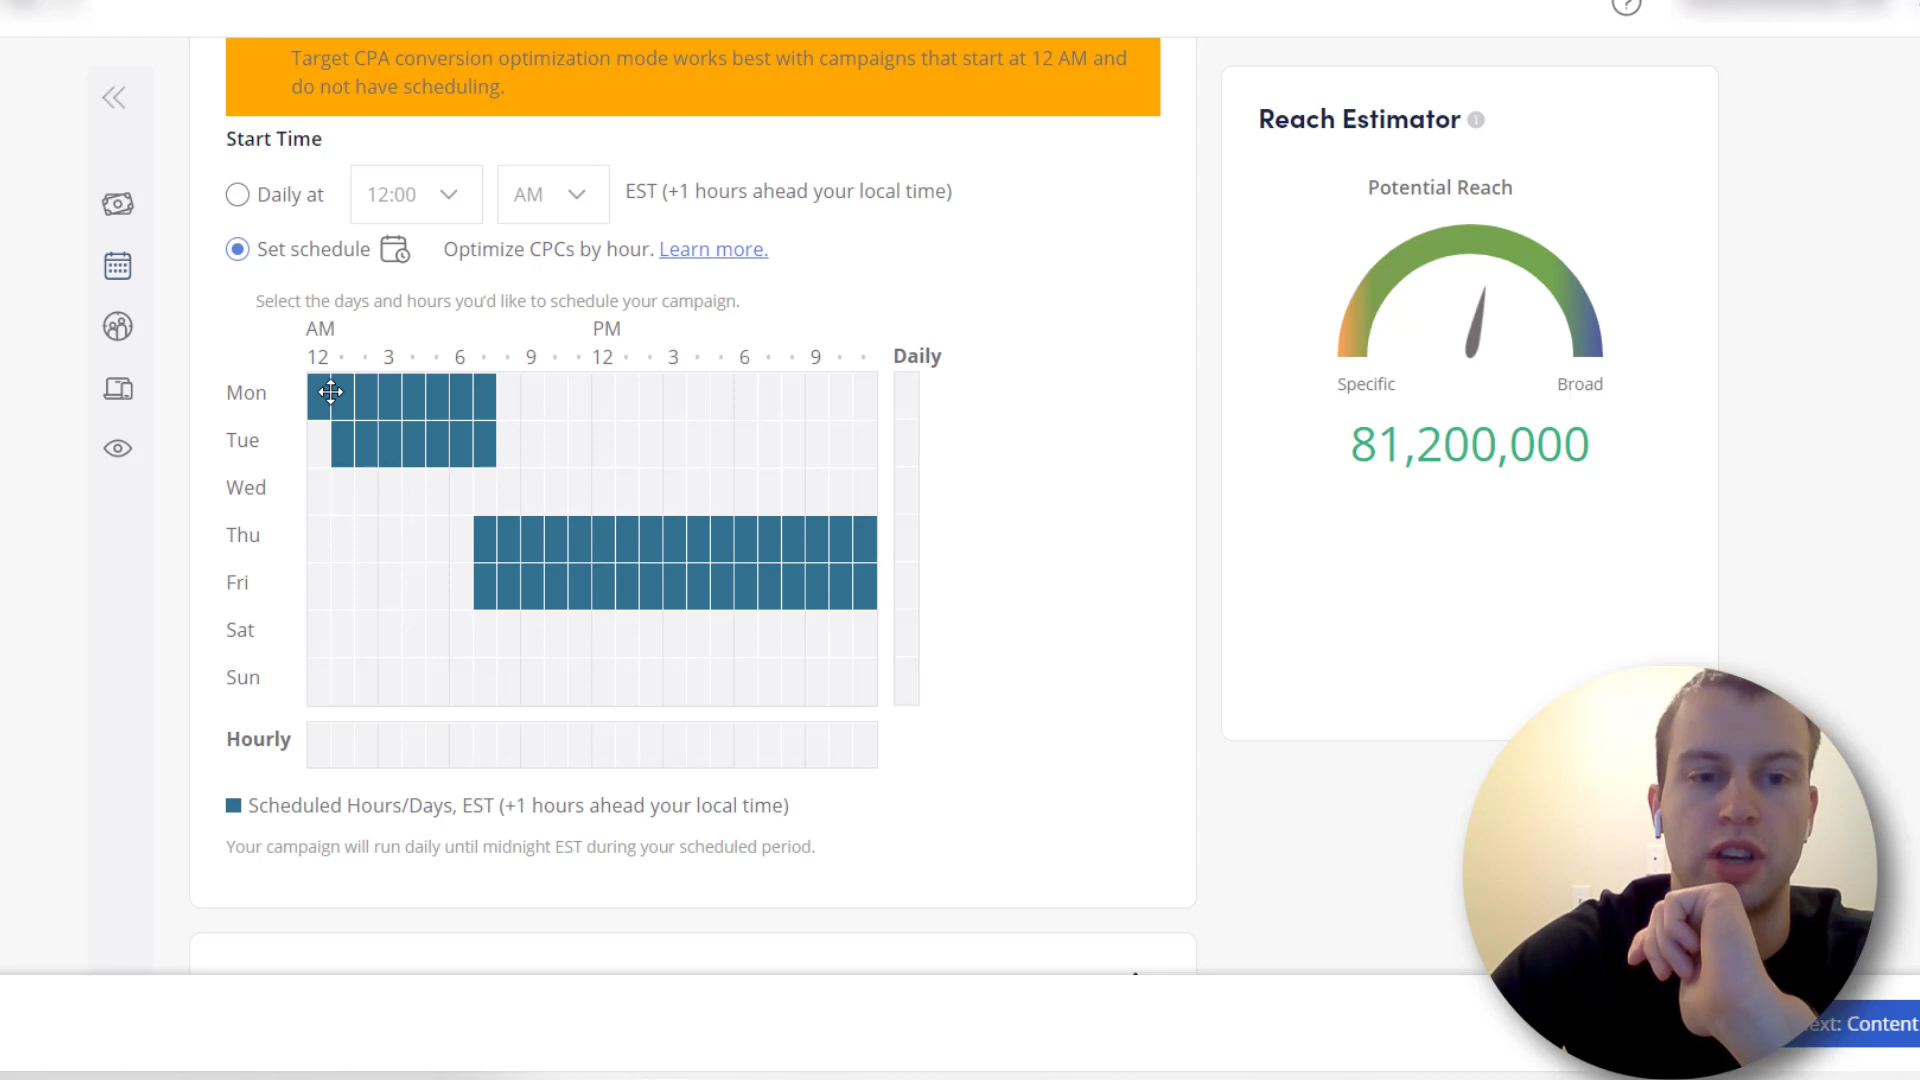 Target CPA conversion optimization mode works best with campaigns that start at 12 AM and
do not have scheduling.
Start Time
Daily at 12:00 AM EST (+1 hours ahead your local time)
Set schedule Optimize CPCs by hour. Learn more.
Select the days and hours you'd like to schedule your campaign.
AM PM
12 3 6 9 12 3 6 9 Daily
Mon
Tue
Wed
Thu
Fri
Sat
Sun
Hourly
Scheduled Hours/Days, EST (+1 hours ahead your local time)
Your campaign will run daily until midnight EST during your scheduled period.
Reach Estimator
Potential Reach
Specific Broad
81,200,000
Content